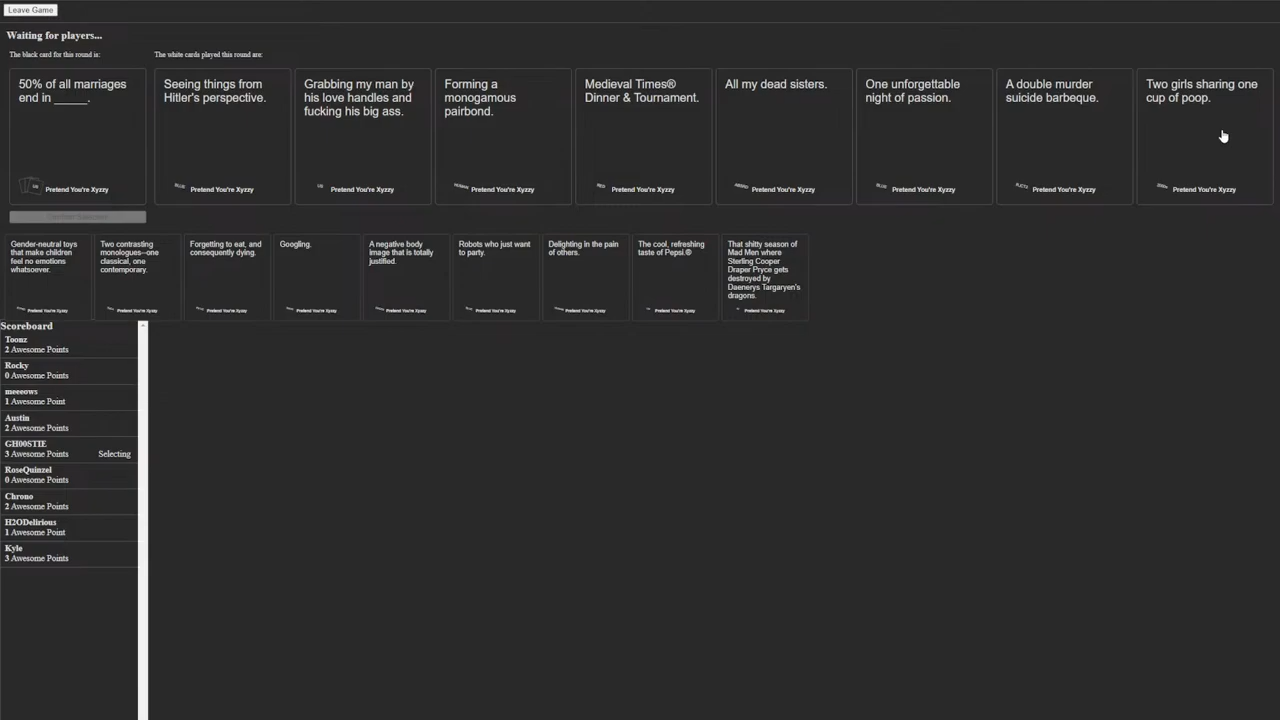 Leave Game
Waiting for players...
The black card for this round is:
The white cards played this round are:
50% of all marriages
end in _____.
Pretend You're Xyzzy
Seeing things from
Hitler's perspective.
Pretend You're Xyzzy
Grabbing my man by
his love handles and
fucking his big ass.
Pretend You're Xyzzy
Forming a
monogamous
pairbond.
Pretend You're Xyzzy
Medieval Times®
Dinner & Tournament.
Pretend You're Xyzzy
All my dead sisters.
Pretend You're Xyzzy
One unforgettable
night of passion.
Pretend You're Xyzzy
A double murder
suicide barbeque.
Pretend You're Xyzzy
Two girls sharing one
cup of poop.
Pretend You're Xyzzy
Gender-neutral toys
that make children
feel no emotions
whatsoever.
Pretend You're Xyzzy
Two contrasting
monologues--one
classical, one
contemporary.
Pretend You're Xyzzy
Forgetting to eat, and
consequently dying.
Pretend You're Xyzzy
Googling.
Pretend You're Xyzzy
A negative body
image that is totally
justified.
Pretend You're Xyzzy
Robots who just want
to party.
Pretend You're Xyzzy
Delighting in the pain
of others.
Pretend You're Xyzzy
The cool, refreshing
taste of Pepsi.®
Pretend You're Xyzzy
That shitty season of
Mad Men where
Sterling Cooper
Draper Pryce gets
destroyed by
Daenerys Targaryen's
dragons.
Pretend You're Xyzzy
Scoreboard
Toonz
2 Awesome Points
Rocky
0 Awesome Points
meeeows
1 Awesome Point
Austin
2 Awesome Points
GH00STIE
3 Awesome Points Selecting
RoseQuinzel
0 Awesome Points
Chrono
2 Awesome Points
H2ODelirious
1 Awesome Point
Kyle
3 Awesome Points